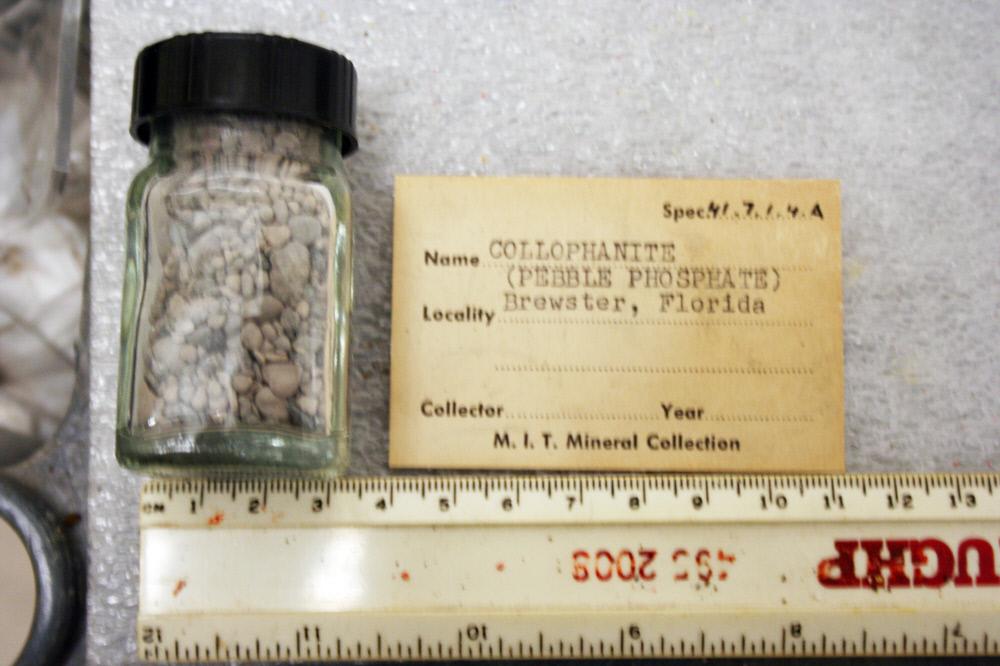 Spec. 41.7.1.4.A
Name COLLOPHANITE
(PEBBLE PHOSPHATE)
Locality Brewster, Florida
Collector Year
M. I. T. Mineral Collection
CM 1 2 3 4 5 6 7 8 9 10 11 12 13
2008
12 11 10 9 8 7